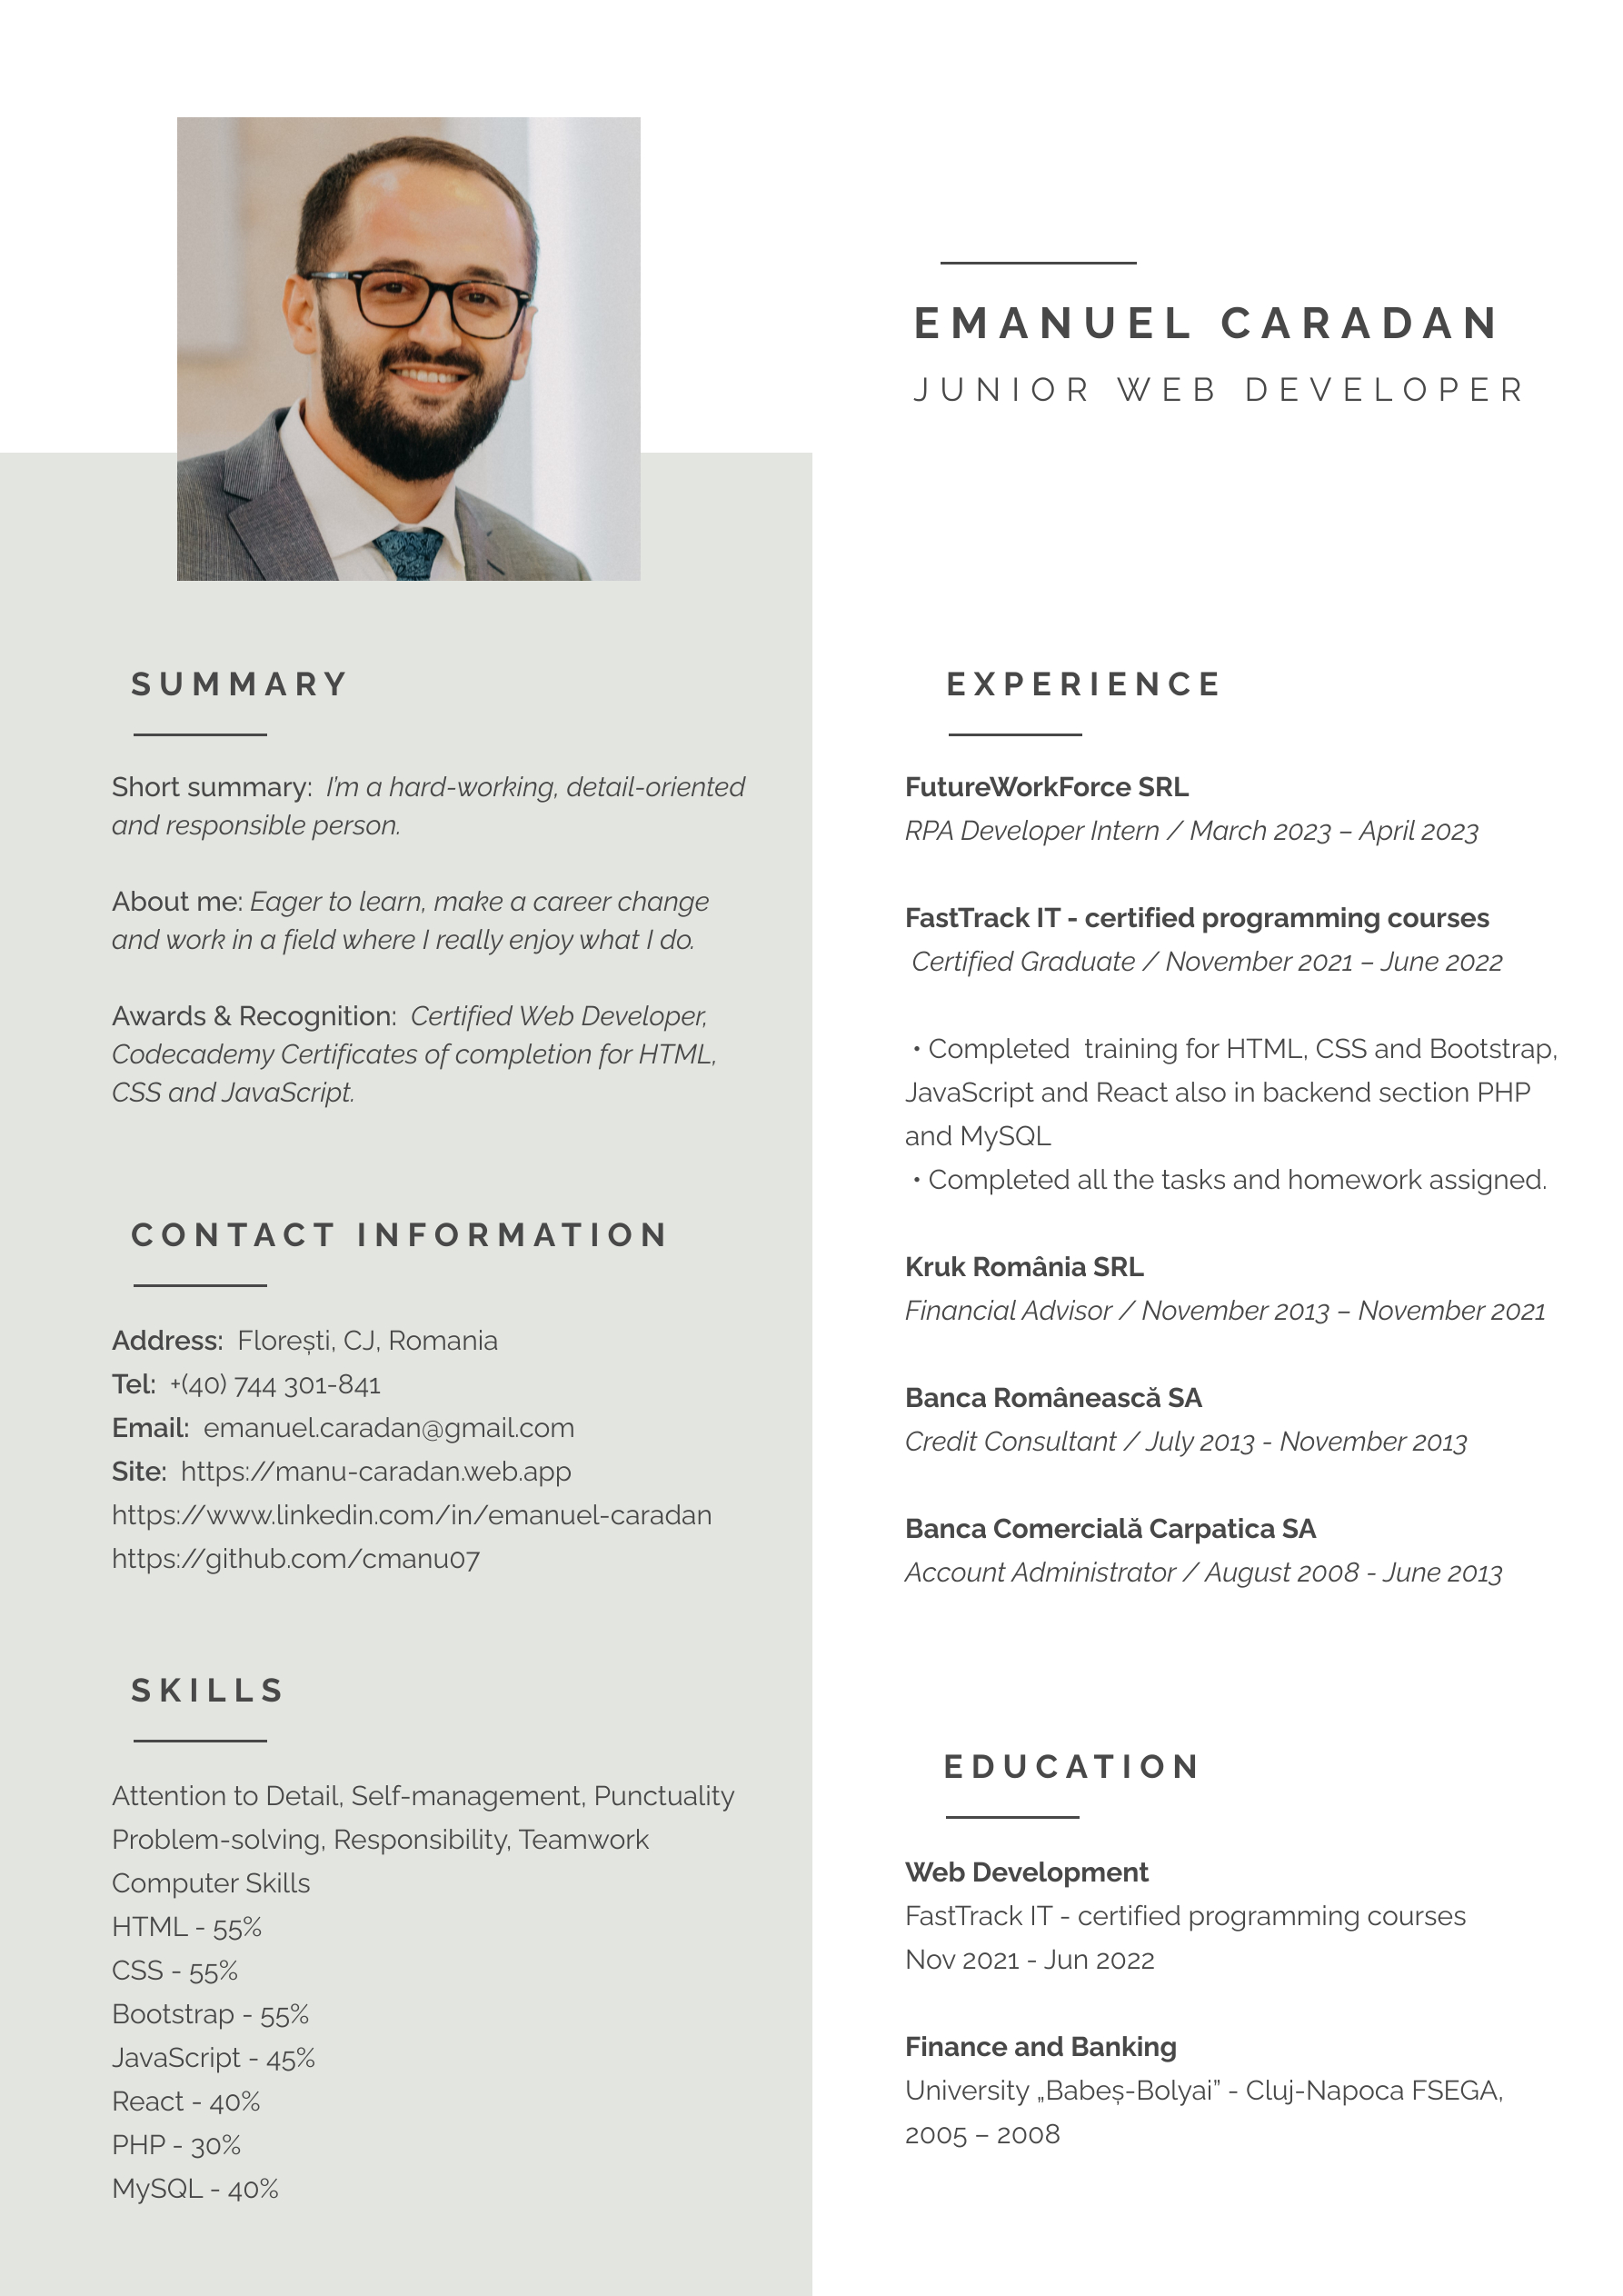 EMANUEL CARADAN
JUNIOR WEB DEVELOPER
SUMMARY
Short summary: I'm a hard-working, detail-oriented
and responsible person.
About me: Eager to learn, make a career change
and work in a field where I really enjoy what I do.
Awards & Recognition: Certified Web Developer,
Codecademy Certificates of completion for HTML,
CSS and JavaScript.
CONTACT INFORMATION
Address: Florești, CJ, Romania
Tel: +(40) 744 301-841
Email: emanuel.caradan@gmail.com
Site: https://manu-caradan.web.app
https://www.linkedin.com/in/emanuel-caradan
https://github.com/cmanu07
SKILLS
Attention to Detail, Self-management, Punctuality
Problem-solving, Responsibility, Teamwork
Computer Skills
HTML - 55%
CSS - 55%
Bootstrap - 55%
JavaScript - 45%
React - 40%
PHP - 30%
MySQL - 40%
EXPERIENCE
FutureWorkForce SRL
RPA Developer Intern / March 2023 – April 2023
FastTrack IT - certified programming courses
Certified Graduate / November 2021 – June 2022
• Completed training for HTML, CSS and Bootstrap,
JavaScript and React also in backend section PHP
and MySQL
• Completed all the tasks and homework assigned.
Kruk România SRL
Financial Advisor / November 2013 – November 2021
Banca Românească SA
Credit Consultant / July 2013 - November 2013
Banca Comercială Carpatica SA
Account Administrator / August 2008 - June 2013
EDUCATION
Web Development
FastTrack IT - certified programming courses
Nov 2021 - Jun 2022
Finance and Banking
University „Babeș-Bolyai” - Cluj-Napoca FSEGA,
2005 – 2008